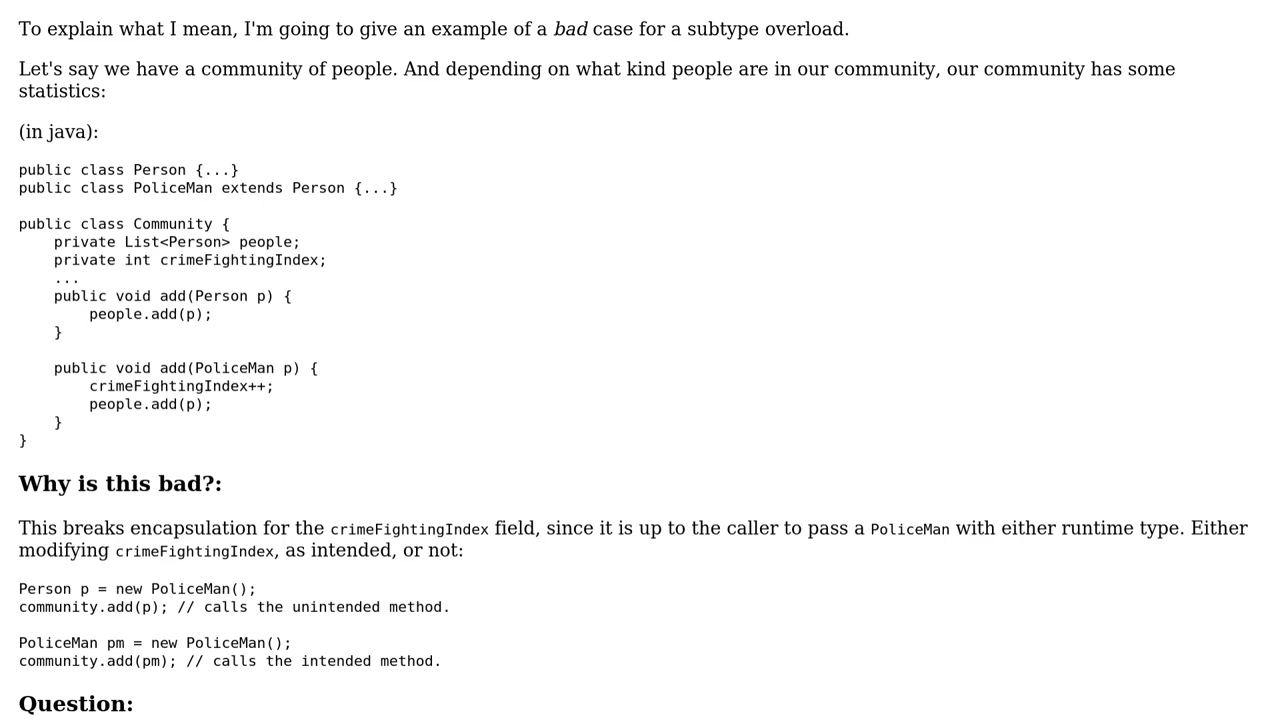 To explain what I mean, I'm going to give an example of a bad case for a subtype overload.
Let's say we have a community of people. And depending on what kind people are in our community, our community has some
statistics:
(in java):
public class Person {...}
public class PoliceMan extends Person {...}
public class Community {
    private List<Person> people;
    private int crimeFightingIndex;
    ...
    public void add(Person p) {
        people.add(p);
    }
    public void add(PoliceMan p) {
        crimeFightingIndex++;
        people.add(p);
    }
}
Why is this bad?:
This breaks encapsulation for the crimeFightingIndex field, since it is up to the caller to pass a PoliceMan with either runtime type. Either
modifying crimeFightingIndex, as intended, or not:
Person p = new PoliceMan();
community.add(p); // calls the unintended method.
PoliceMan pm = new PoliceMan();
community.add(pm); // calls the intended method.
Question: